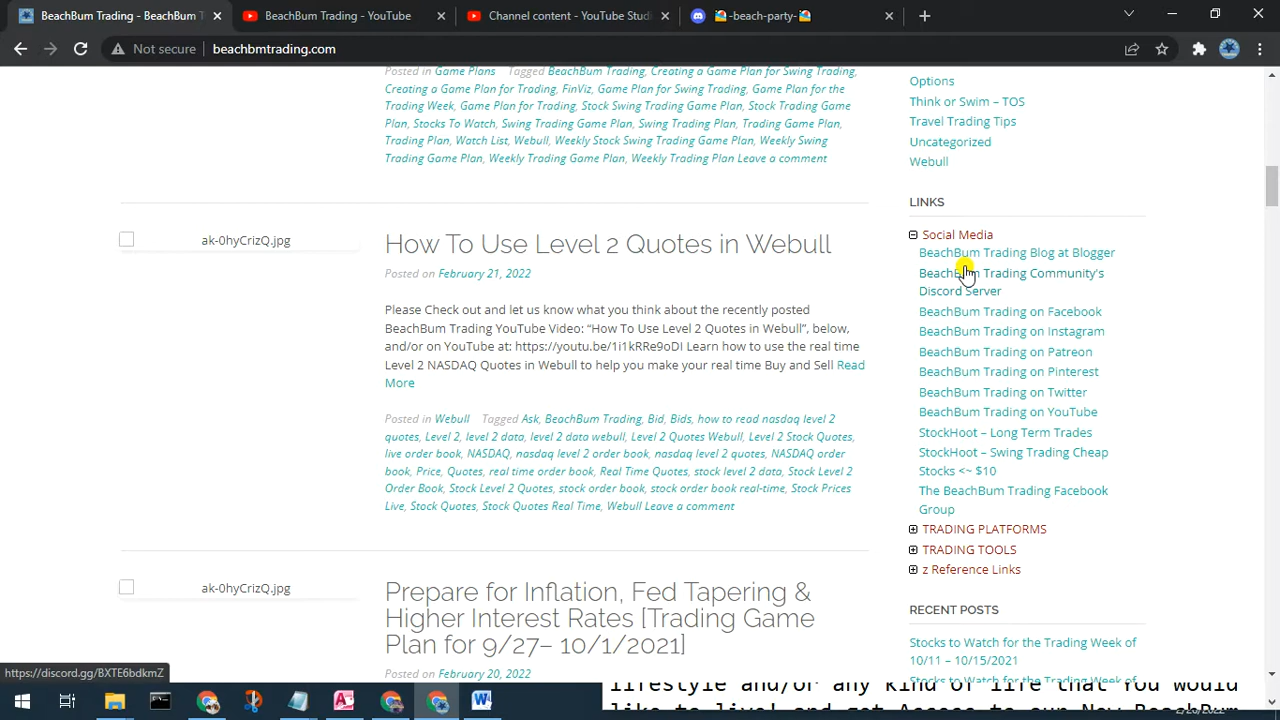 BeachBum Trading - BeachBum T
BeachBum Trading - YouTube
Channel content - YouTube Studi
-beach-party-
Not secure
beachbmtrading.com
Posted in Game Plans Tagged BeachBum Trading, Creating a Game Plan for Swing Trading,
Creating a Game Plan for Trading, FinViz, Game Plan for Swing Trading, Game Plan for the
Trading Week, Game Plan for Trading, Stock Swing Trading Game Plan, Stock Trading Game
Plan, Stocks To Watch, Swing Trading Game Plan, Swing Trading Plan, Trading Game Plan,
Trading Plan, Watch List, Webull, Weekly Stock Swing Trading Game Plan, Weekly Swing
Trading Game Plan, Weekly Trading Game Plan, Weekly Trading Plan Leave a comment
ak-0hyCrizQ.jpg
How To Use Level 2 Quotes in Webull
Posted on February 21, 2022
Please Check out and let us know what you think about the recently posted
BeachBum Trading YouTube Video: “How To Use Level 2 Quotes in Webull”, below,
and/or on YouTube at: https://youtu.be/1i1kRRe9oDI Learn how to use the real time
Level 2 NASDAQ Quotes in Webull to help you make your real time Buy and Sell Read
More
Posted in Webull Tagged Ask, BeachBum Trading, Bid, Bids, how to read nasdaq level 2
quotes, Level 2, level 2 data, level 2 data webull, Level 2 Quotes Webull, Level 2 Stock Quotes,
live order book, NASDAQ, nasdaq level 2 order book, nasdaq level 2 quotes, NASDAQ order
book, Price, Quotes, real time order book, Real Time Quotes, stock level 2 data, Stock Level 2
Order Book, Stock Level 2 Quotes, stock order book, stock order book real-time, Stock Prices
Live, Stock Quotes, Stock Quotes Real Time, Webull Leave a comment
ak-0hyCrizQ.jpg
Prepare for Inflation, Fed Tapering &
Higher Interest Rates [Trading Game
Plan for 9/27– 10/1/2021]
Posted on February 20, 2022
Options
Think or Swim – TOS
Travel Trading Tips
Uncategorized
Webull
LINKS
Social Media
BeachBum Trading Blog at Blogger
BeachBum Trading Community's
Discord Server
BeachBum Trading on Facebook
BeachBum Trading on Instagram
BeachBum Trading on Patreon
BeachBum Trading on Pinterest
BeachBum Trading on Twitter
BeachBum Trading on YouTube
StockHoot – Long Term Trades
StockHoot – Swing Trading Cheap
Stocks <~ $10
The BeachBum Trading Facebook
Group
TRADING PLATFORMS
TRADING TOOLS
z Reference Links
RECENT POSTS
Stocks to Watch for the Trading Week of
10/11 – 10/15/2021
Stocks to Watch for the Trading Week of
https://discord.gg/BXTE6bdkmZ
lifestyle and/or any kind of life that You would
like to live! and get Access to our New BeachBum